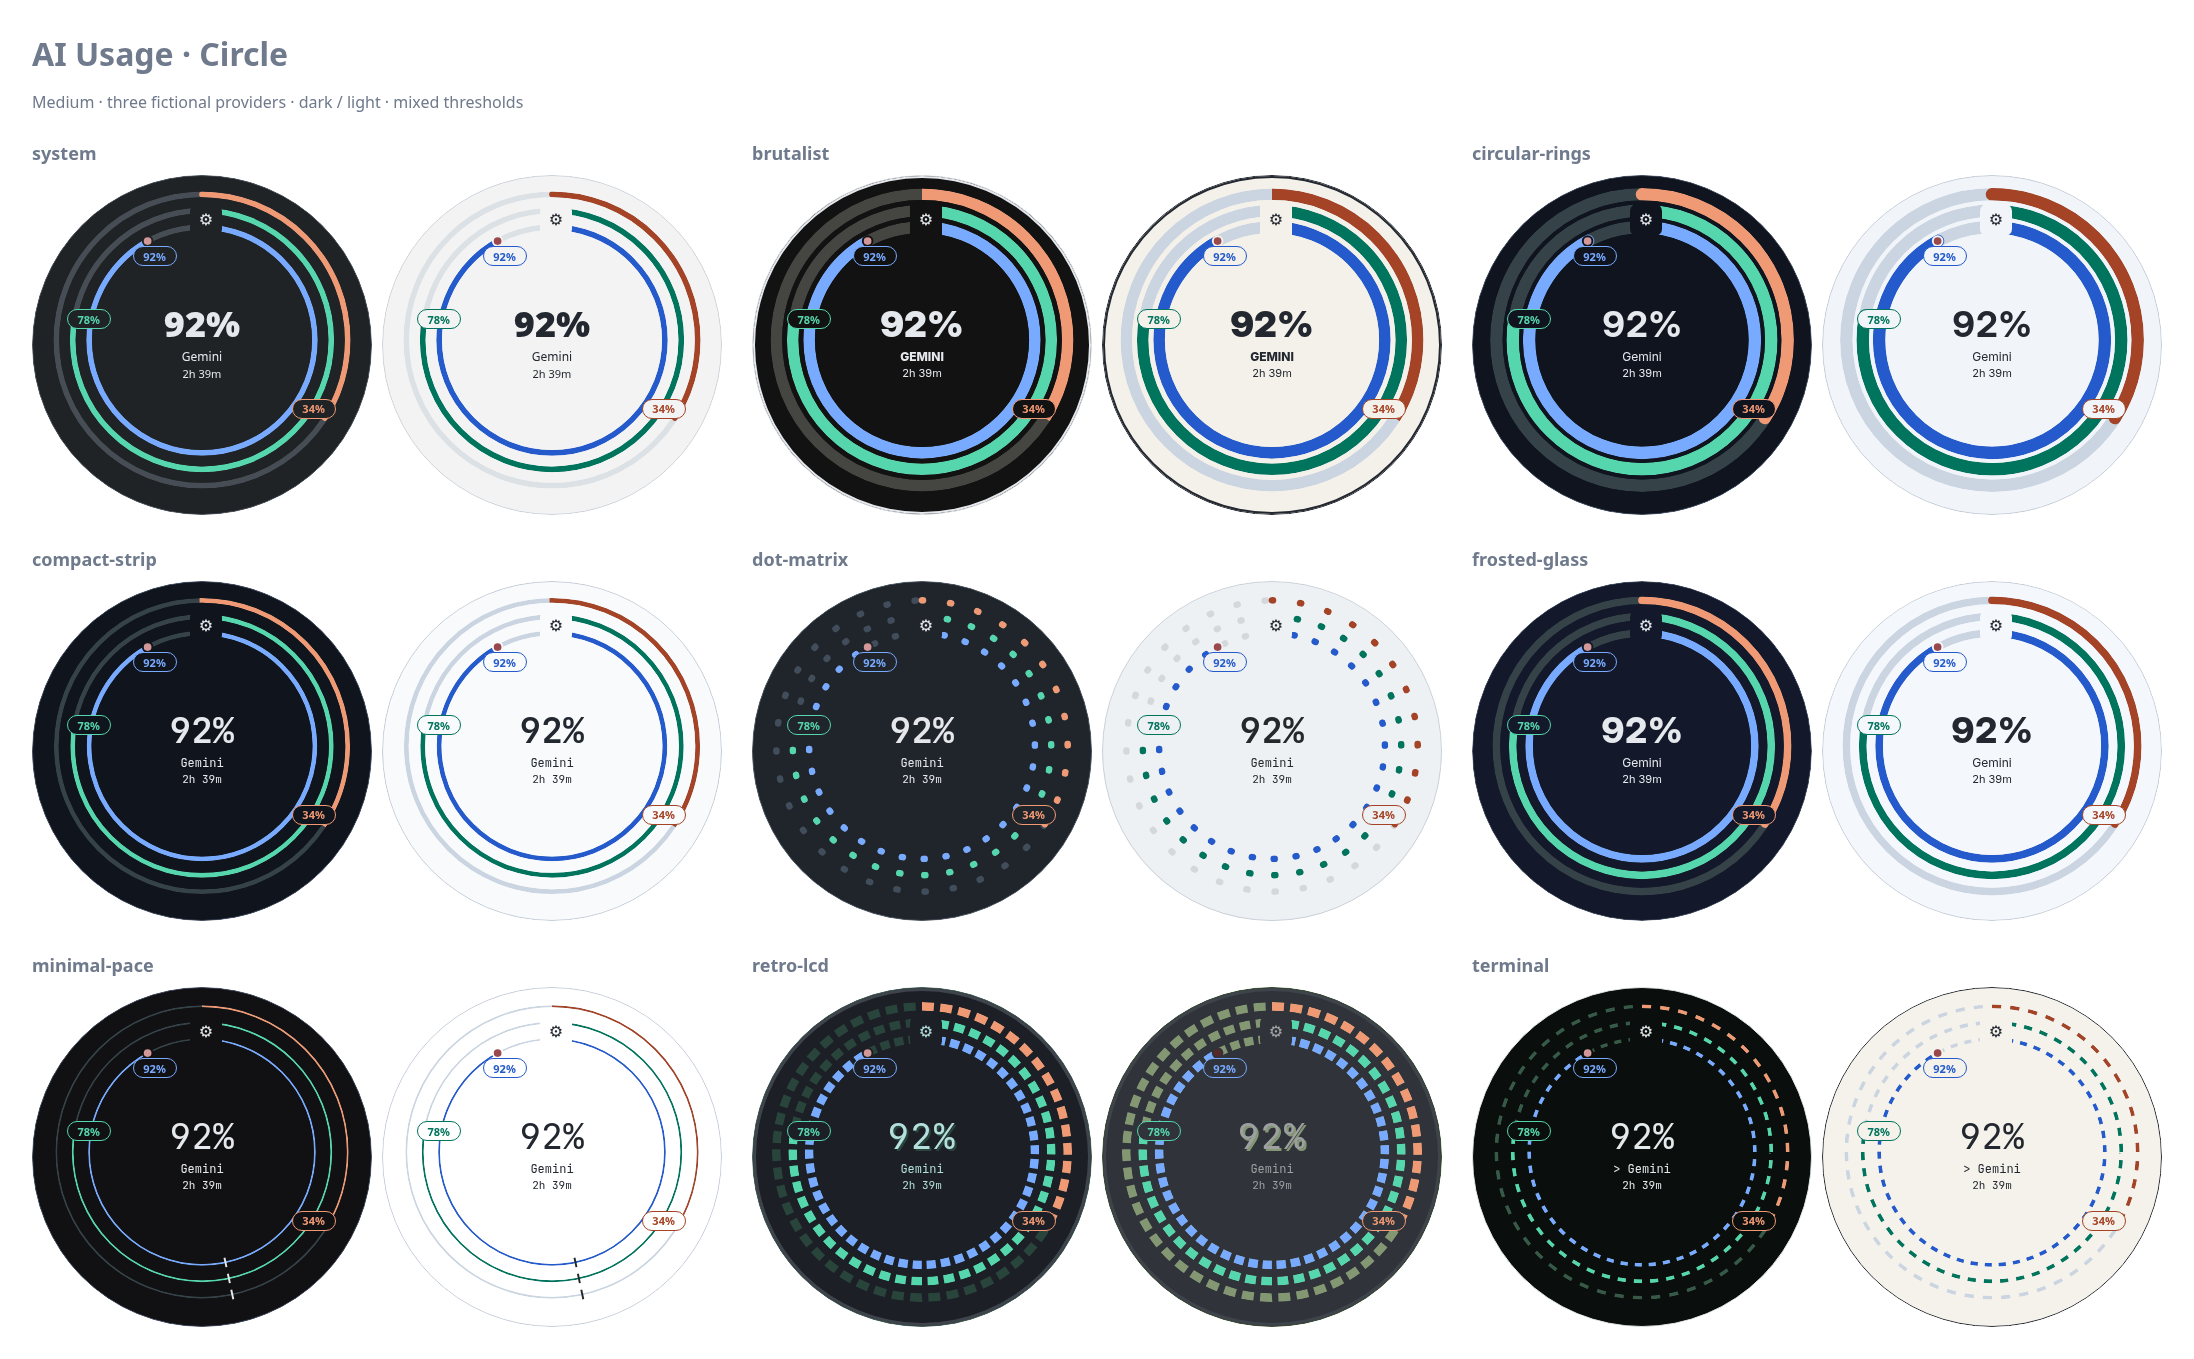 AI Usage · Circle
Medium · three fictional providers · dark / light · mixed thresholds
system
92%
78%
92%
Gemini
2h 39m
34%
92%
78%
92%
Gemini
2h 39m
34%
brutalist
92%
78%
92%
GEMINI
2h 39m
34%
92%
78%
92%
GEMINI
2h 39m
34%
circular-rings
92%
78%
92%
Gemini
2h 39m
34%
92%
78%
92%
Gemini
2h 39m
34%
compact-strip
92%
78%
92%
Gemini
2h 39m
34%
92%
78%
92%
Gemini
2h 39m
34%
dot-matrix
92%
78%
92%
Gemini
2h 39m
34%
92%
78%
92%
Gemini
2h 39m
34%
frosted-glass
92%
78%
92%
Gemini
2h 39m
34%
92%
78%
92%
Gemini
2h 39m
34%
minimal-pace
92%
78%
92%
Gemini
2h 39m
34%
92%
78%
92%
Gemini
2h 39m
34%
retro-lcd
92%
78%
92%
Gemini
2h 39m
34%
92%
78%
92%
Gemini
2h 39m
34%
terminal
92%
78%
92%
> Gemini
2h 39m
34%
92%
78%
92%
> Gemini
2h 39m
34%